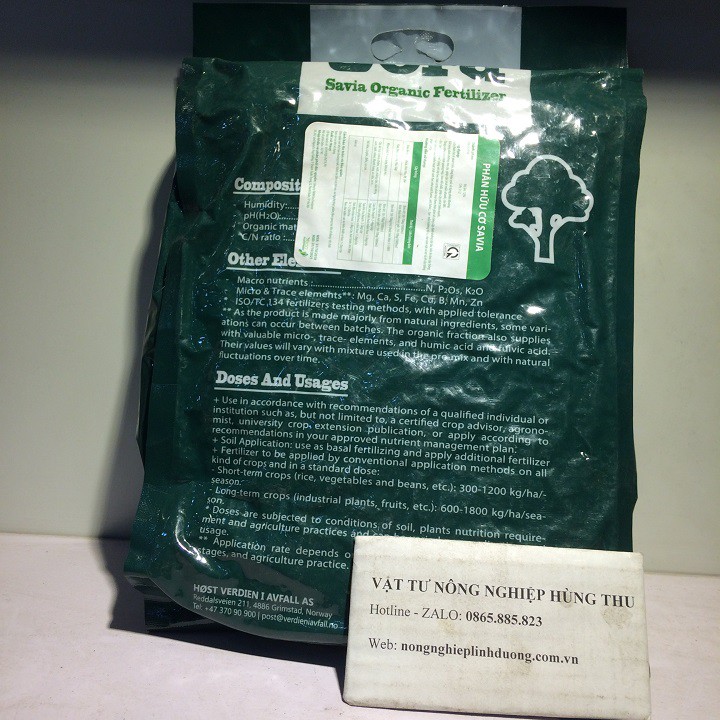 Savia Organic Fertilizer
PHÂN HỮU CƠ SAVIA
Humidity:
pH(H2O):
Organic
C/N ratio :
Other
Macro nutrients..........N, P2O5, K2O
Micro & Trace elements**: Mg, Ca, S, Fe, Cu, B, Mn, Zn
ISO/TC 134 fertilizers testing methods, with applied tolerance
** As the product is made majorly from natural ingredients, some vari-
ations can occur between batches. The organic fraction also supplies
with valuable micro-, trace- elements, and humic acid and fulvic acid.
Their values will vary with mixture used in the pre-mix and with natural
fluctuations over time.
Doses And Usages
+ Use in accordance with recommendations of a qualified individual or
institution such as, but not limited to, a certified crop advisor, agrono-
mist, university crop extension publication, or apply according to
recommendations in your approved nutrient management plan.
+ Soil Application: use as basal fertilizing and apply additional fertilizer
+ Fertilizer to be applied by conventional application methods on all
kind of crops and in a standard dose:
- Short-term crops (rice, vegetables and beans, etc.): 300-1200 kg/ha/-
season.
- Long-term crops (industrial plants, fruits, etc.): 600-1800 kg/ha/sea-
son.
* Doses are subjected to conditions of soil, plants nutrition require-
ment and agriculture practices and
usage.
** Application rate depends
stages, and agriculture practice.
HØST VERDIEN I AVFALL AS
Reddalsveien 211, 4886 Grimstad, Norway
Tel: +47 370 90 900 | post@verdieniavfall.no
VẬT TƯ NÔNG NGHIỆP HÙNG THU
Hotline - ZALO: 0865.885.823
Web: nongnghieplinhduong.com.vn